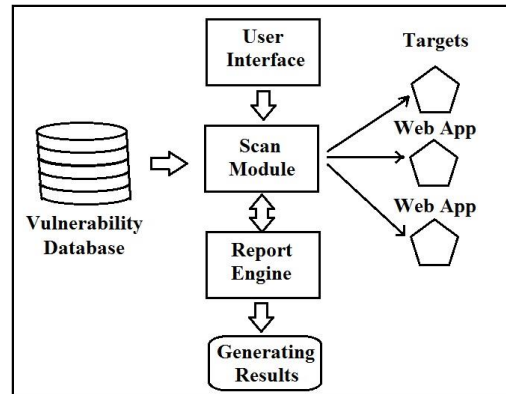 User
Interface
Targets
Scan
Module
Web App
Web App
Vulnerability
Database
Report
Engine
Generating
Results